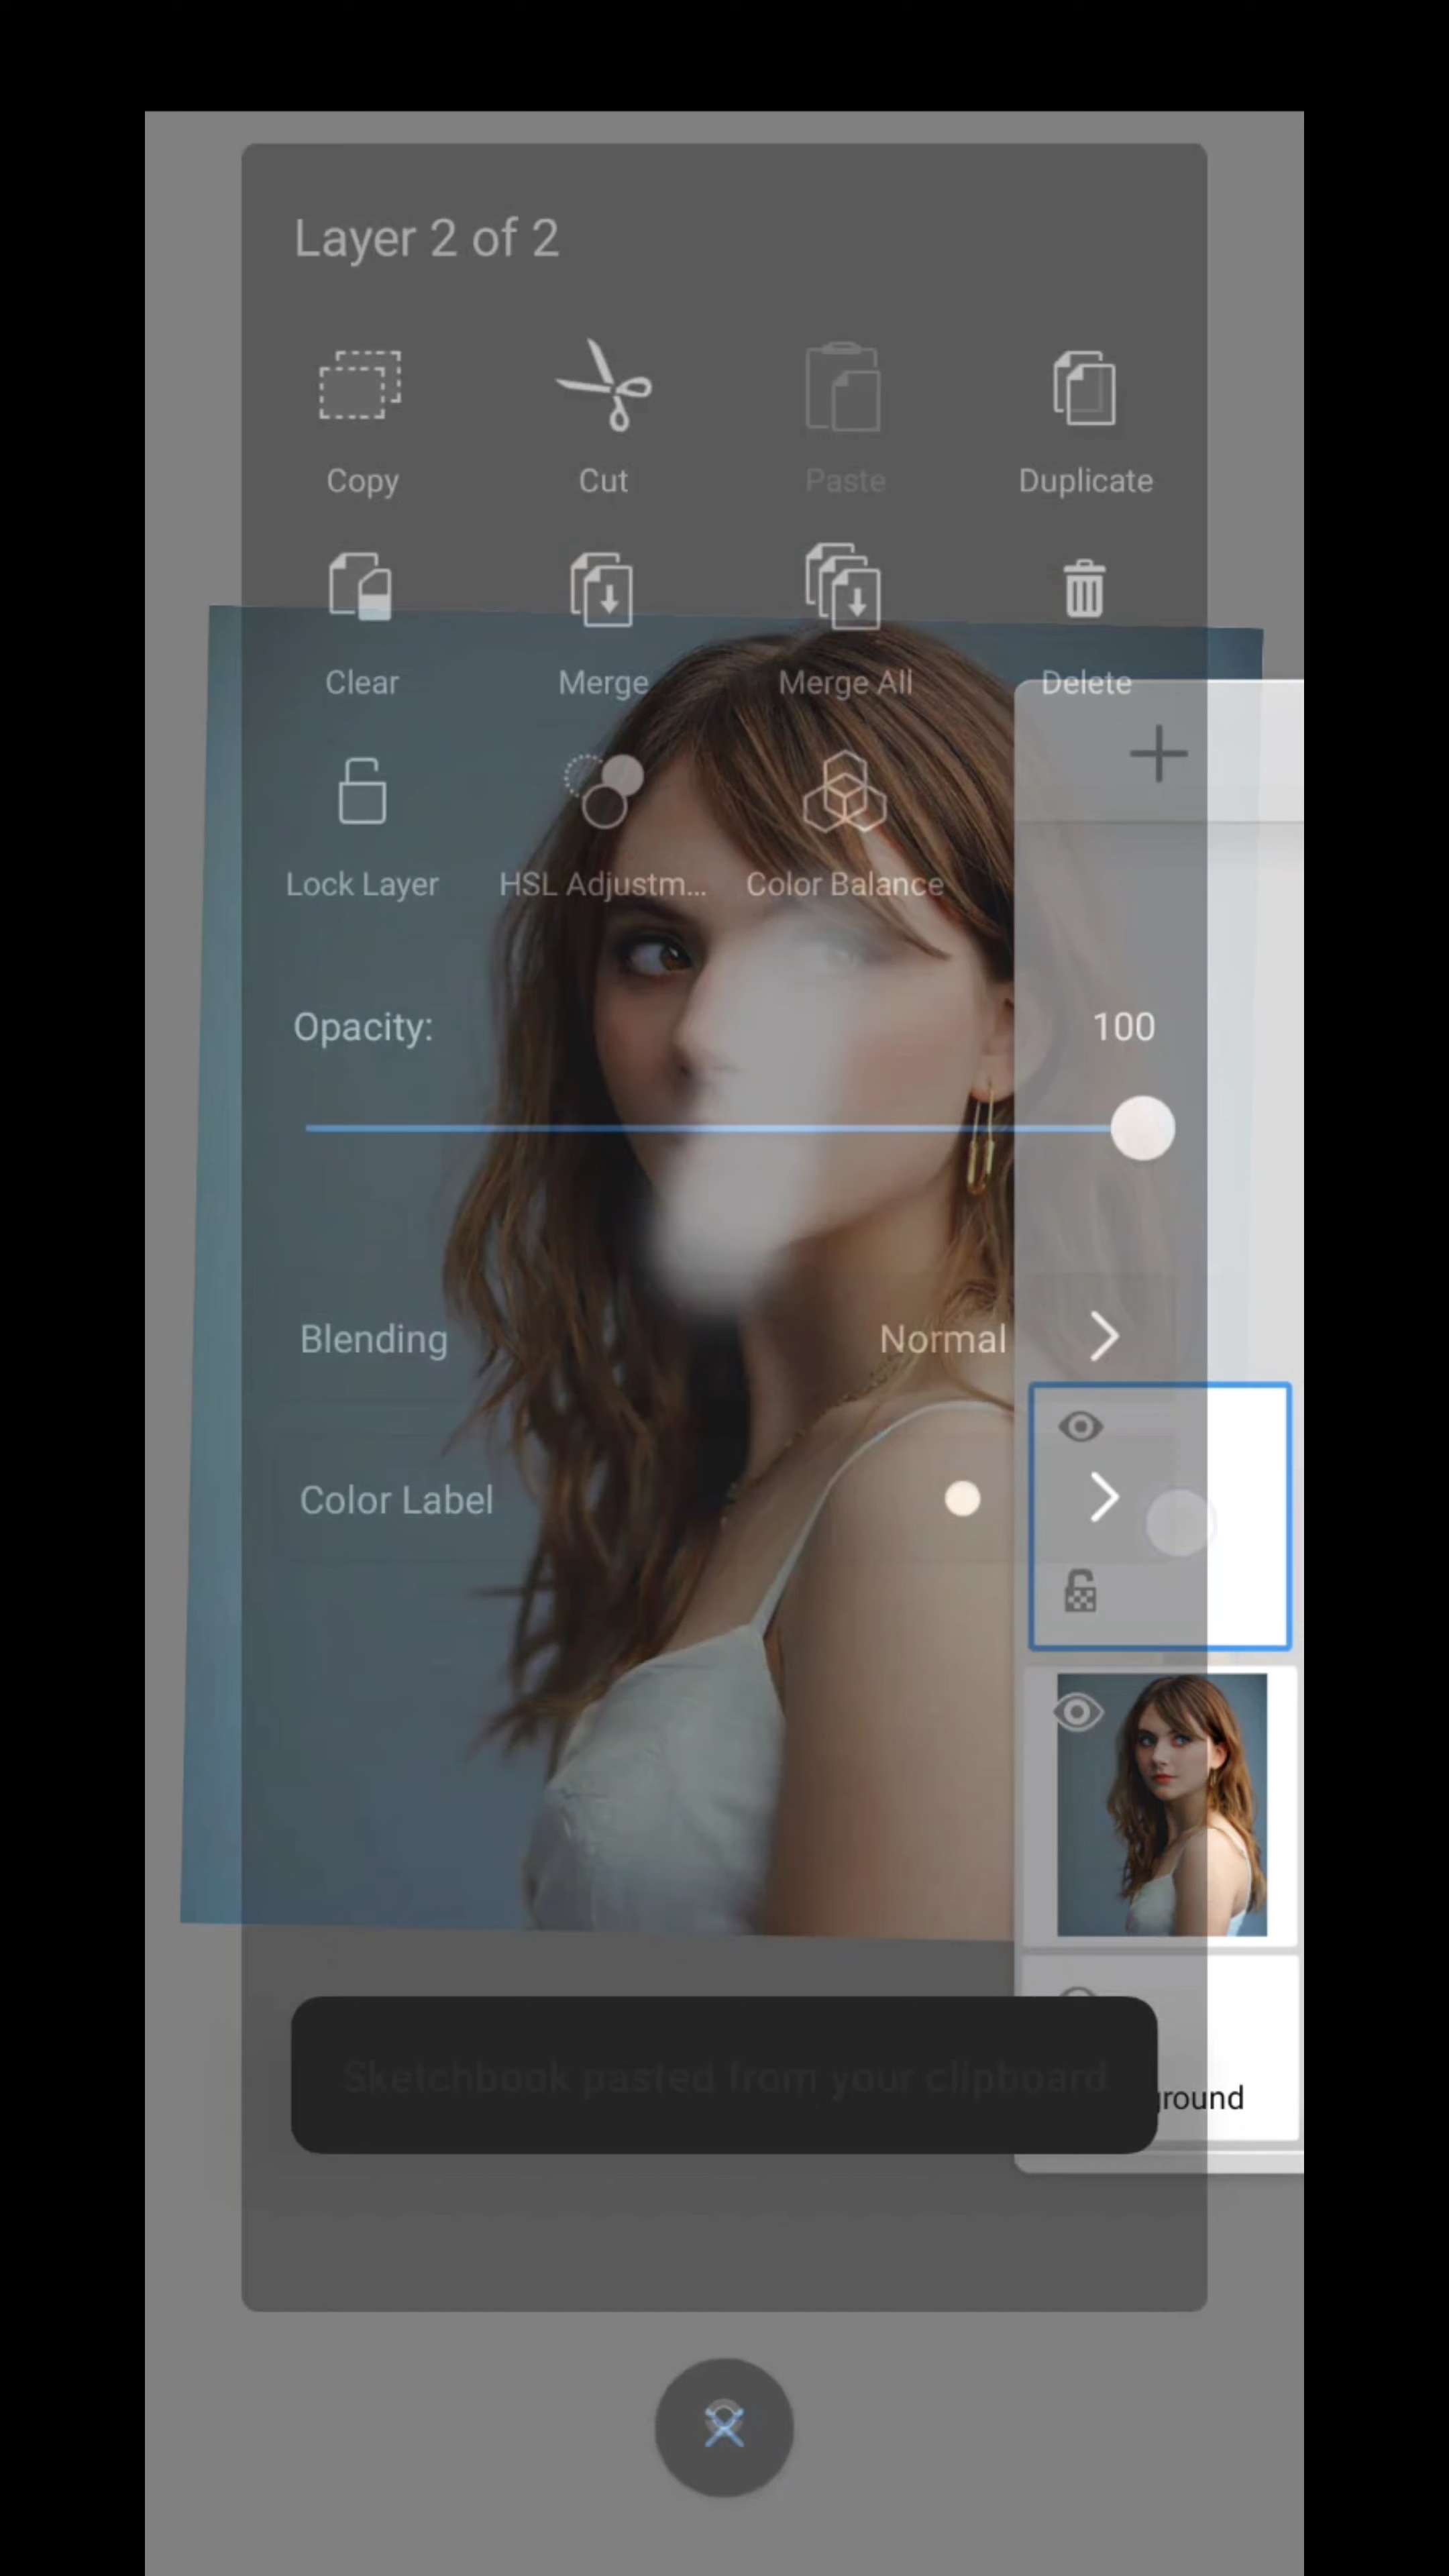 Layer 2 of 2
Copy
Cut
Paste
Duplicate
Clear
Merge
Merge All
Delete
Lock Layer
HSL Adjustm...
Color Balance
Opacity:
100
Blending
Normal
Color Label
Sketchbook pasted from your clipboard
ground